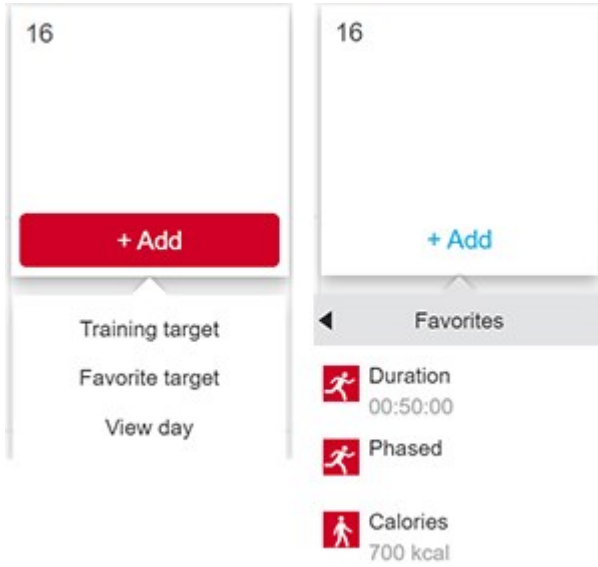 16
+ Add
Training target
Favorite target
View day
16
+ Add
Favorites
Duration
00:50:00
Phased
Calories
700 kcal